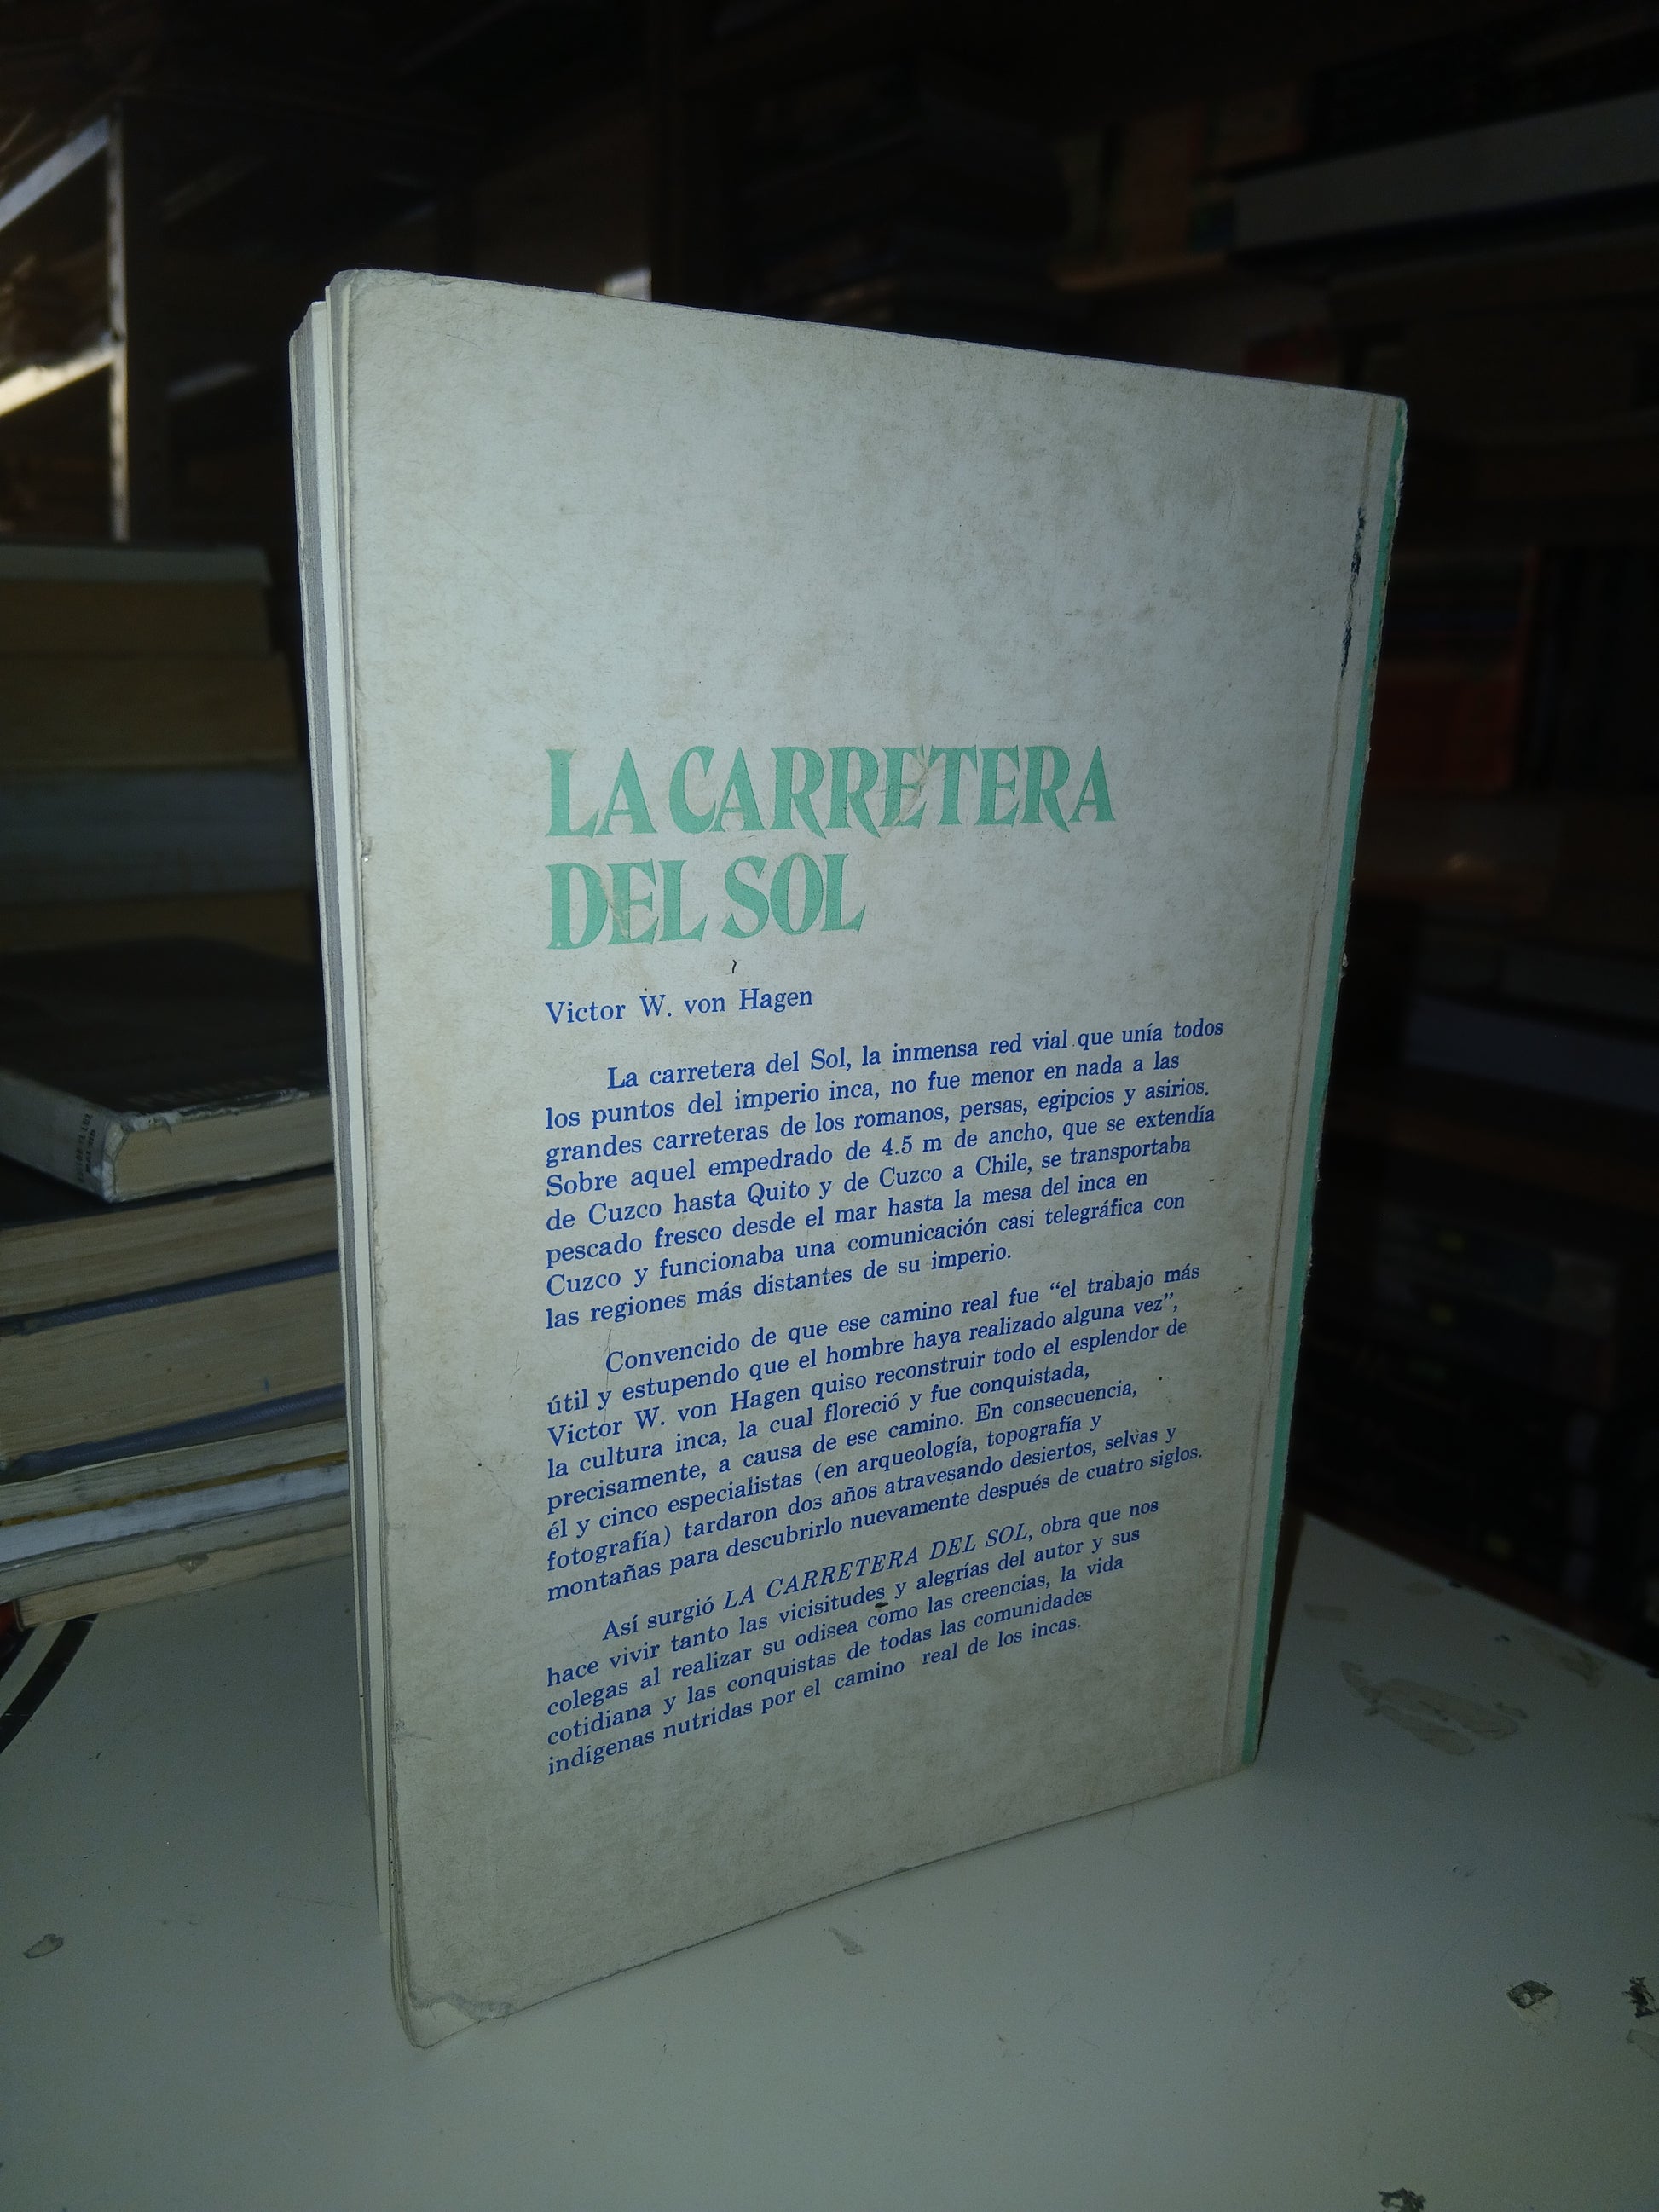 LA CARRETERA
DEL SOL
Victor W. von Hagen
La carretera del Sol, la inmensa red vial que unía todos
los puntos del imperio inca, no fue menor en nada a las
grandes carreteras de los romanos, persas, egipcios y asirios.
Sobre aquel empedrado de 4.5 m de ancho, que se extendía
de Cuzco hasta Quito y de Cuzco a Chile, se transportaba
pescado fresco desde el mar hasta la mesa del inca en
Cuzco y funcionaba una comunicación casi telegráfica con
las regiones más distantes de su imperio.
Convencido de que ese camino real fue “el trabajo más
útil y estupendo que el hombre haya realizado alguna vez”,
Victor W. von Hagen quiso reconstruir todo el esplendor de
la cultura inca, la cual floreció y fue conquistada,
precisamente, a causa de ese camino. En consecuencia,
él y cinco especialistas (en arqueología, topografía y
fotografía) tardaron dos años atravesando desiertos, selvas y
montañas para descubrirlo nuevamente después de cuatro siglos.
Así surgió LA CARRETERA DEL SOL, obra que nos
hace vivir tanto las vicisitudes y alegrías del autor y sus
colegas al realizar su odisea como las creencias, la vida
cotidiana y las conquistas de todas las comunidades
indígenas nutridas por el camino real de los incas.